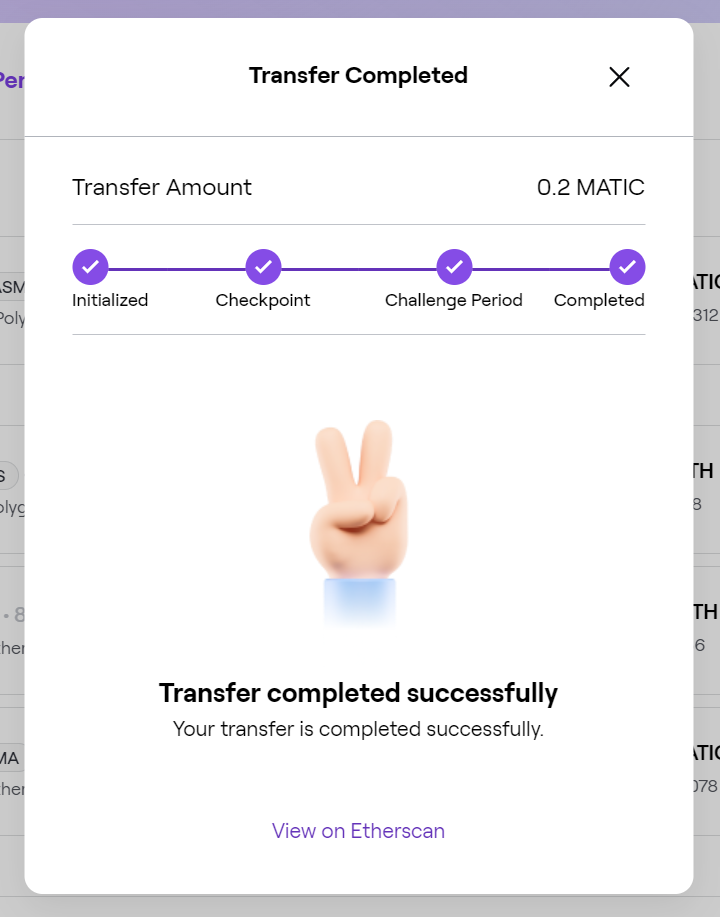 Transfer Completed
Transfer Amount 0.2 MATIC
Initialized Checkpoint Challenge Period Completed
Transfer completed successfully
Your transfer is completed successfully.
View on Etherscan